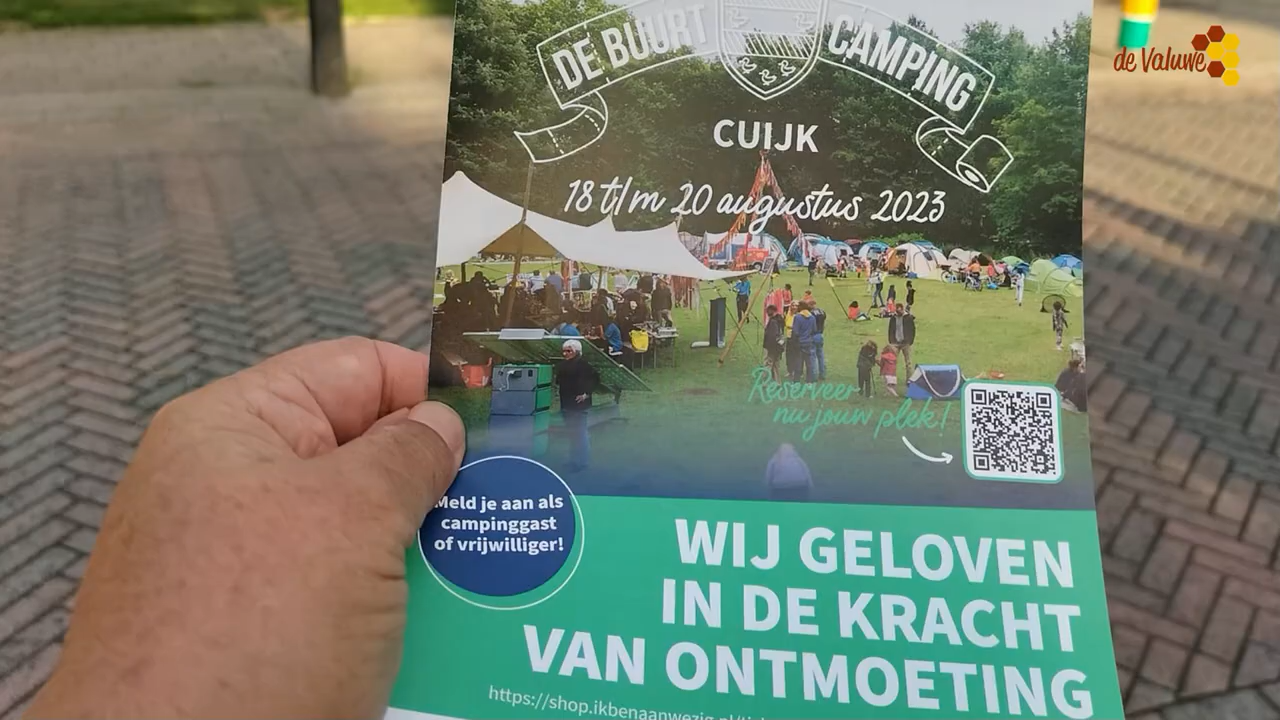 de Valuwe
DE BUURT CAMPING
CUIJK
18 t/m 20 augustus 2023
Reserveer
nu jouw plek!
Meld je aan als
campinggast
of vrijwilliger!
WIJ GELOVEN
IN DE KRACHT
VAN ONTMOETING
https://shop.ikbenaanwezig.nl/ti